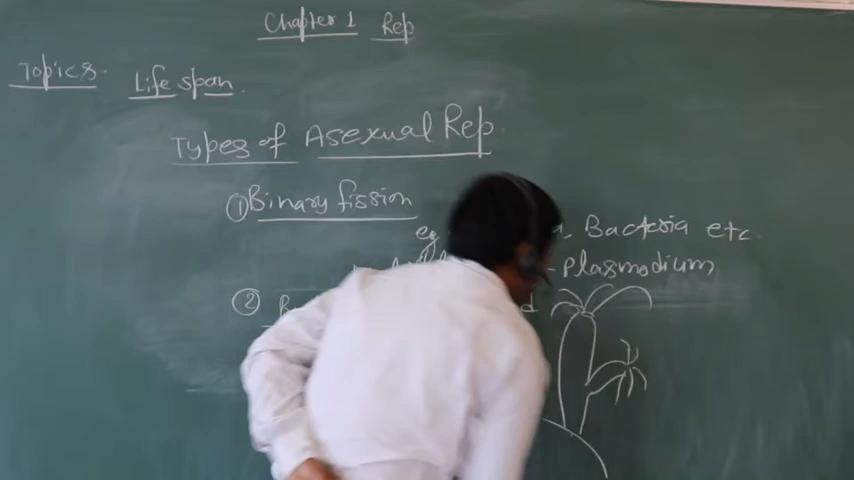 Chapter 1 Rep
Topics Life span.
Types of Asexual Rep.
① Binary fission
eg Bacteria etc.
- Plasmodium
②